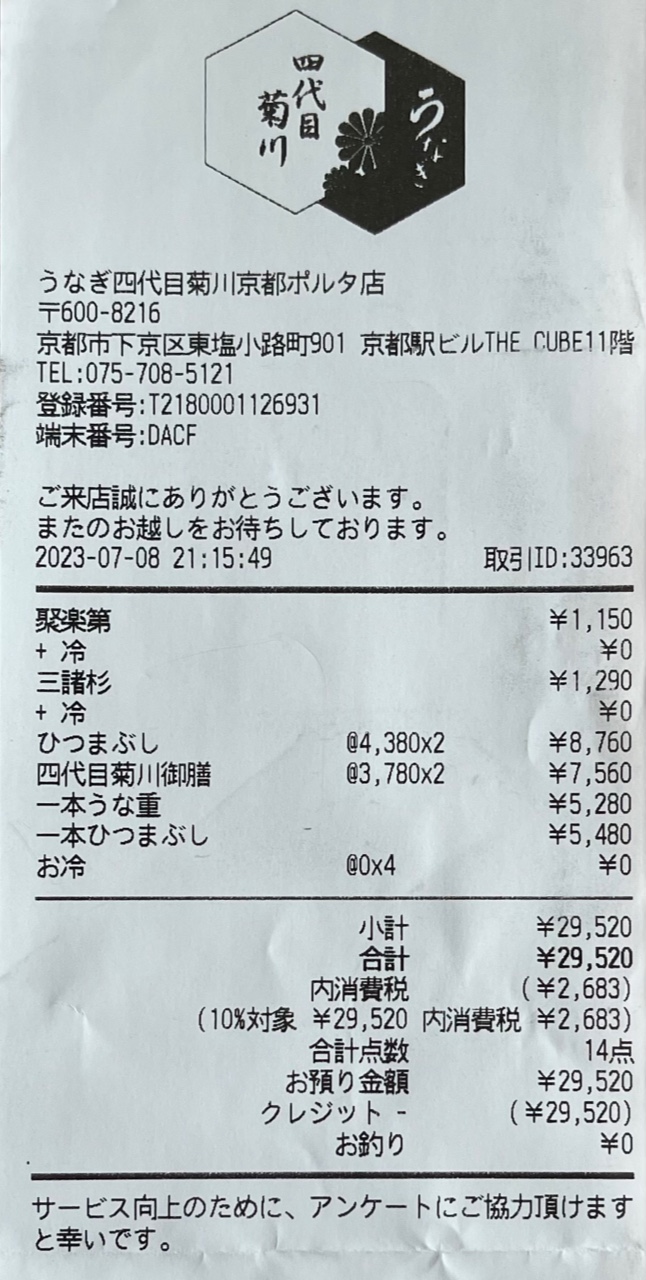 四代目
菊川
うなぎ
うなぎ四代目菊川京都ポルタ店
〒600-8216
京都市下京区東塩小路町901 京都駅ビルTHE CUBE11階
TEL:075-708-5121
登録番号:T2180001126931
端末番号:DACF
ご来店誠にありがとうございます。
またのお越しをお待ちしております。
2023-07-08 21:15:49 取引ID:33963
聚楽第 ¥1,150
+ 冷 ¥0
三諸杉 ¥1,290
+ 冷 ¥0
ひつまぶし @4,380x2 ¥8,760
四代目菊川御膳 @3,780x2 ¥7,560
一本うな重 ¥5,280
一本ひつまぶし ¥5,480
お冷 @0x4 ¥0
小計 ¥29,520
合計 ¥29,520
内消費税 (¥2,683)
(10%対象 ¥29,520 内消費税 ¥2,683)
合計点数 14点
お預り金額 ¥29,520
クレジット - (¥29,520)
お釣り ¥0
サービス向上のために、アンケートにご協力頂けます
と幸いです。